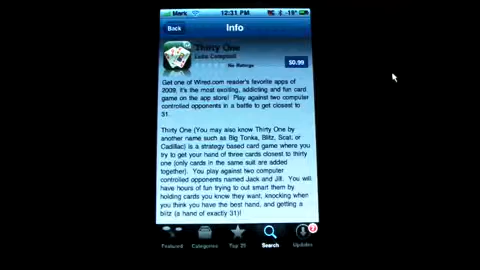 Mark 12:31 PM -19°
Back Info
Thirty One
Luke Campbell
No Ratings $0.99
Get one of Wired.com reader's favorite apps of
2009, it's the most exciting, addicting and fun card
game on the app store! Play against two computer
controlled opponents in a battle to get closest to
31.
Thirty One (You may also know Thirty One by
another name such as Big Tonka, Blitz, Scat, or
Cadillac) is a strategy based card game where you
try to get your hand of three cards closest to thirty
one (only cards in the same suit are added
together). You play against two computer
controlled opponents named Jack and Jill. You will
have hours of fun trying to out smart them by
holding cards you know they want, knocking when
you think you have the best hand, and getting a
blitz (a hand of exactly 31)!
Featured Categories Top 25 Search Updates